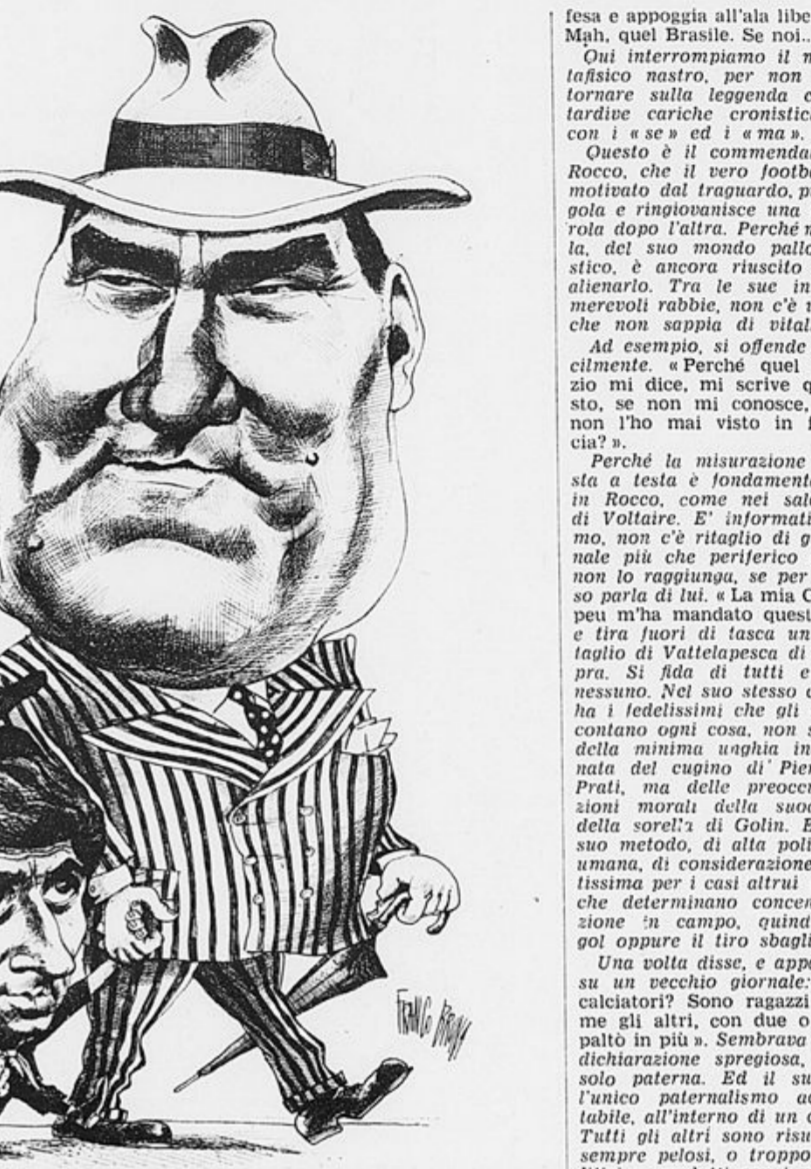 fesa e appoggia all'ala libe
Mah, quel Brasile. Se noi..
Qui interrompiamo il n
tafisico nastro, per non
tornare sulla leggenda c
tardive cariche cronistic
con i « se » ed i « ma ».
Questo è il commenda
Rocco, che il vero footba
motivato dal traguardo, p
gola e ringiovanisce una
rola dopo l'altra. Perché n
la, del suo mondo pallo
stico, è ancora riuscito
alienarlo. Tra le sue in
merevoli rabbie, non c'è
che non sappia di vital
Ad esempio, si offende
cilmente. « Perché quel
zio mi dice, mi scrive q
sto, se non mi conosce,
non l'ho mai visto in f
cia? ».
Perché la misurazione
sta a testa è fondament
in Rocco, come nei sal
di Voltaire. E' informati
mo, non c'è ritaglio di g
nale più che periferico
non lo raggiunga, se per
so parla di lui. « La mia C
peu m'ha mandato quest
e tira fuori di tasca un
taglio di Vattelapesca di
pra. Si fida di tutti e
nessuno. Nel suo stesso c
ha i fedelissimi che gli
contano ogni cosa, non s
della minima unghia in
nata del cugino di Pier
Prati, ma delle preocc
zioni morali della suoc
della sorella di Golin. E
suo metodo, di alta poli
umana, di considerazione
tissima per i casi altrui
che determinano concen
zione in campo, quind
gol oppure il tiro sbagli
Una volta disse, e appa
su un vecchio giornale:
calciatori? Sono ragazzi
me gli altri, con due o
paltò in più ». Sembrava
dichiarazione spregiosa,
solo paterna. Ed il su
l'unico paternalismo ac
tabile, all'interno di un c
Tutti gli altri sono risu
sempre pelosi, o troppo
FRANCO BRUNA